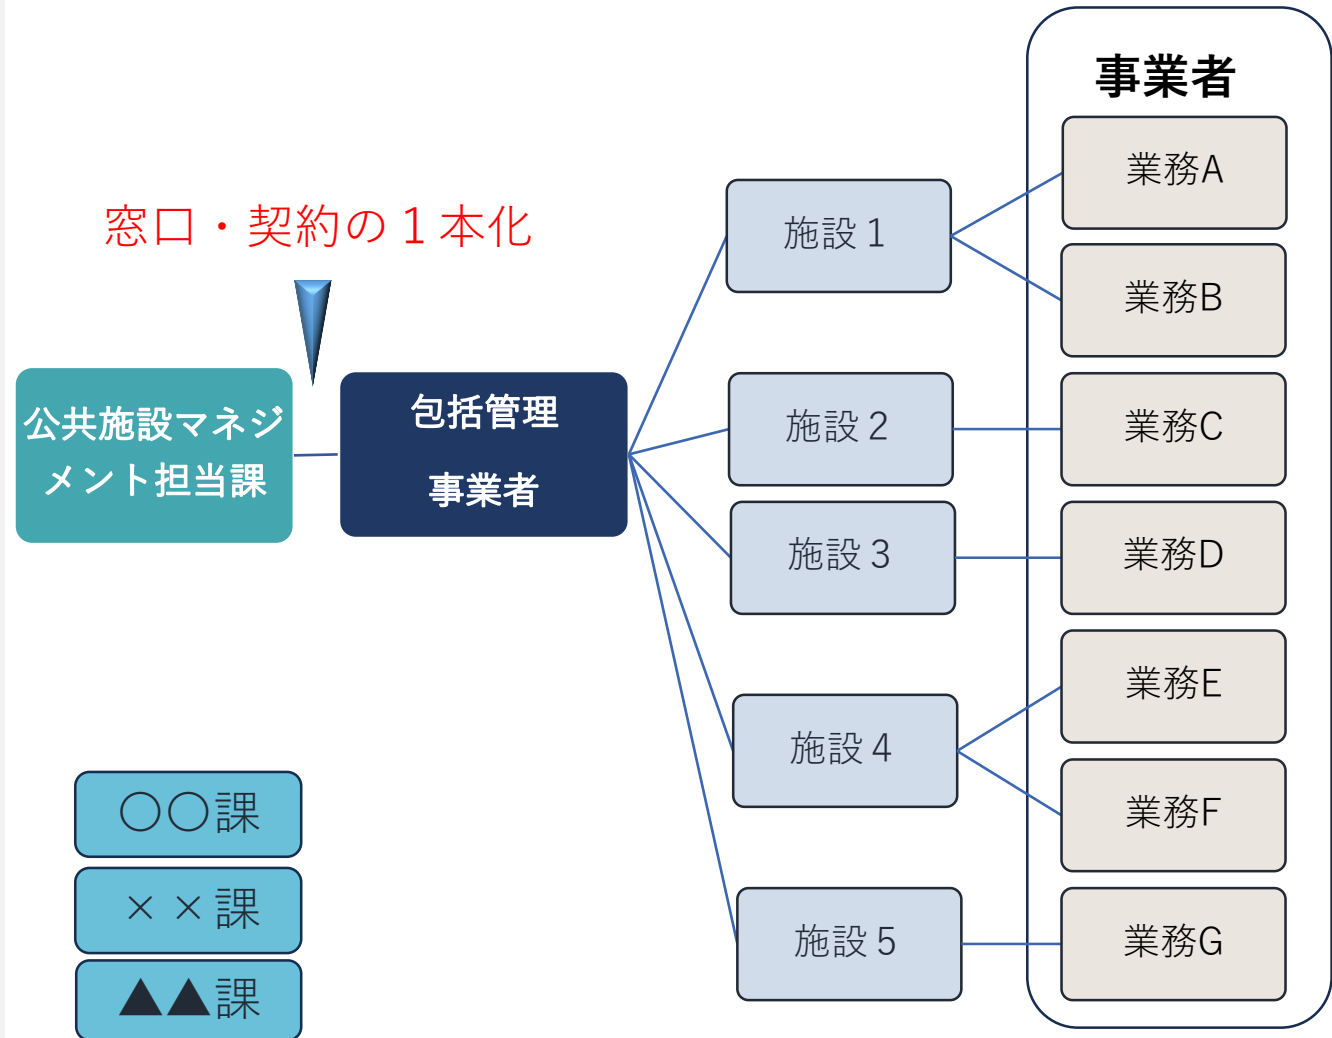 事業者
窓口・契約の１本化
公共施設マネジ
メント担当課
包括管理
事業者
施設１
施設２
施設３
施設４
施設５
業務A
業務B
業務C
業務D
業務E
業務F
業務G
〇〇課
××課
▲▲課